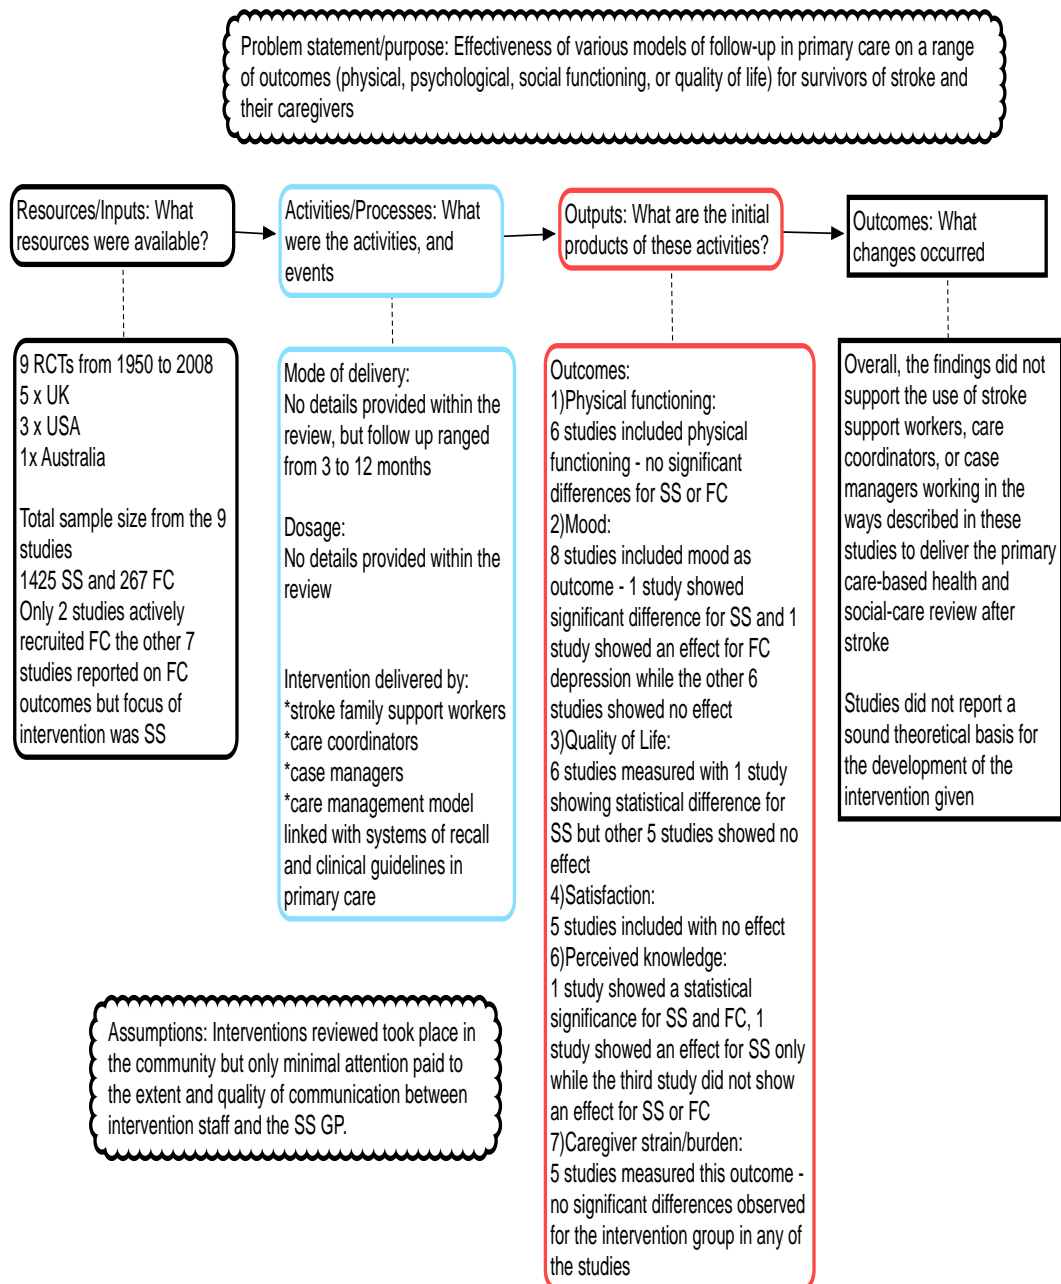 Problem statement/purpose: Effectiveness of various models of follow-up in primary care on a range
of outcomes (physical, psychological, social functioning, or quality of life) for survivors of stroke and
their caregivers
Resources/Inputs: What
resources were available?
Activities/Processes: What
were the activities, and
events
Outputs: What are the initial
products of these activities?
Outcomes: What
changes occurred
9 RCTs from 1950 to 2008
5 x UK
3 x USA
1x Australia
Total sample size from the 9
studies
1425 SS and 267 FC
Only 2 studies actively
recruited FC the other 7
studies reported on FC
outcomes but focus of
intervention was SS
Mode of delivery:
No details provided within the
review, but follow up ranged
from 3 to 12 months
Dosage:
No details provided within the
review
Intervention delivered by:
*stroke family support workers
*care coordinators
*case managers
*care management model
linked with systems of recall
and clinical guidelines in
primary care
Outcomes:
1)Physical functioning:
6 studies included physical
functioning - no significant
differences for SS or FC
2)Mood:
8 studies included mood as
outcome - 1 study showed
significant difference for SS and 1
study showed an effect for FC
depression while the other 6
studies showed no effect
3)Quality of Life:
6 studies measured with 1 study
showing statistical difference for
SS but other 5 studies showed no
effect
4)Satisfaction:
5 studies included with no effect
6)Perceived knowledge:
1 study showed a statistical
significance for SS and FC, 1
study showed an effect for SS only
while the third study did not show
an effect for SS or FC
7)Caregiver strain/burden:
5 studies measured this outcome -
no significant differences observed
for the intervention group in any of
the studies
Overall, the findings did not
support the use of stroke
support workers, care
coordinators, or case
managers working in the
ways described in these
studies to deliver the primary
care-based health and
social-care review after
stroke
Studies did not report a
sound theoretical basis for
the development of the
intervention given
Assumptions: Interventions reviewed took place in
the community but only minimal attention paid to
the extent and quality of communication between
intervention staff and the SS GP.